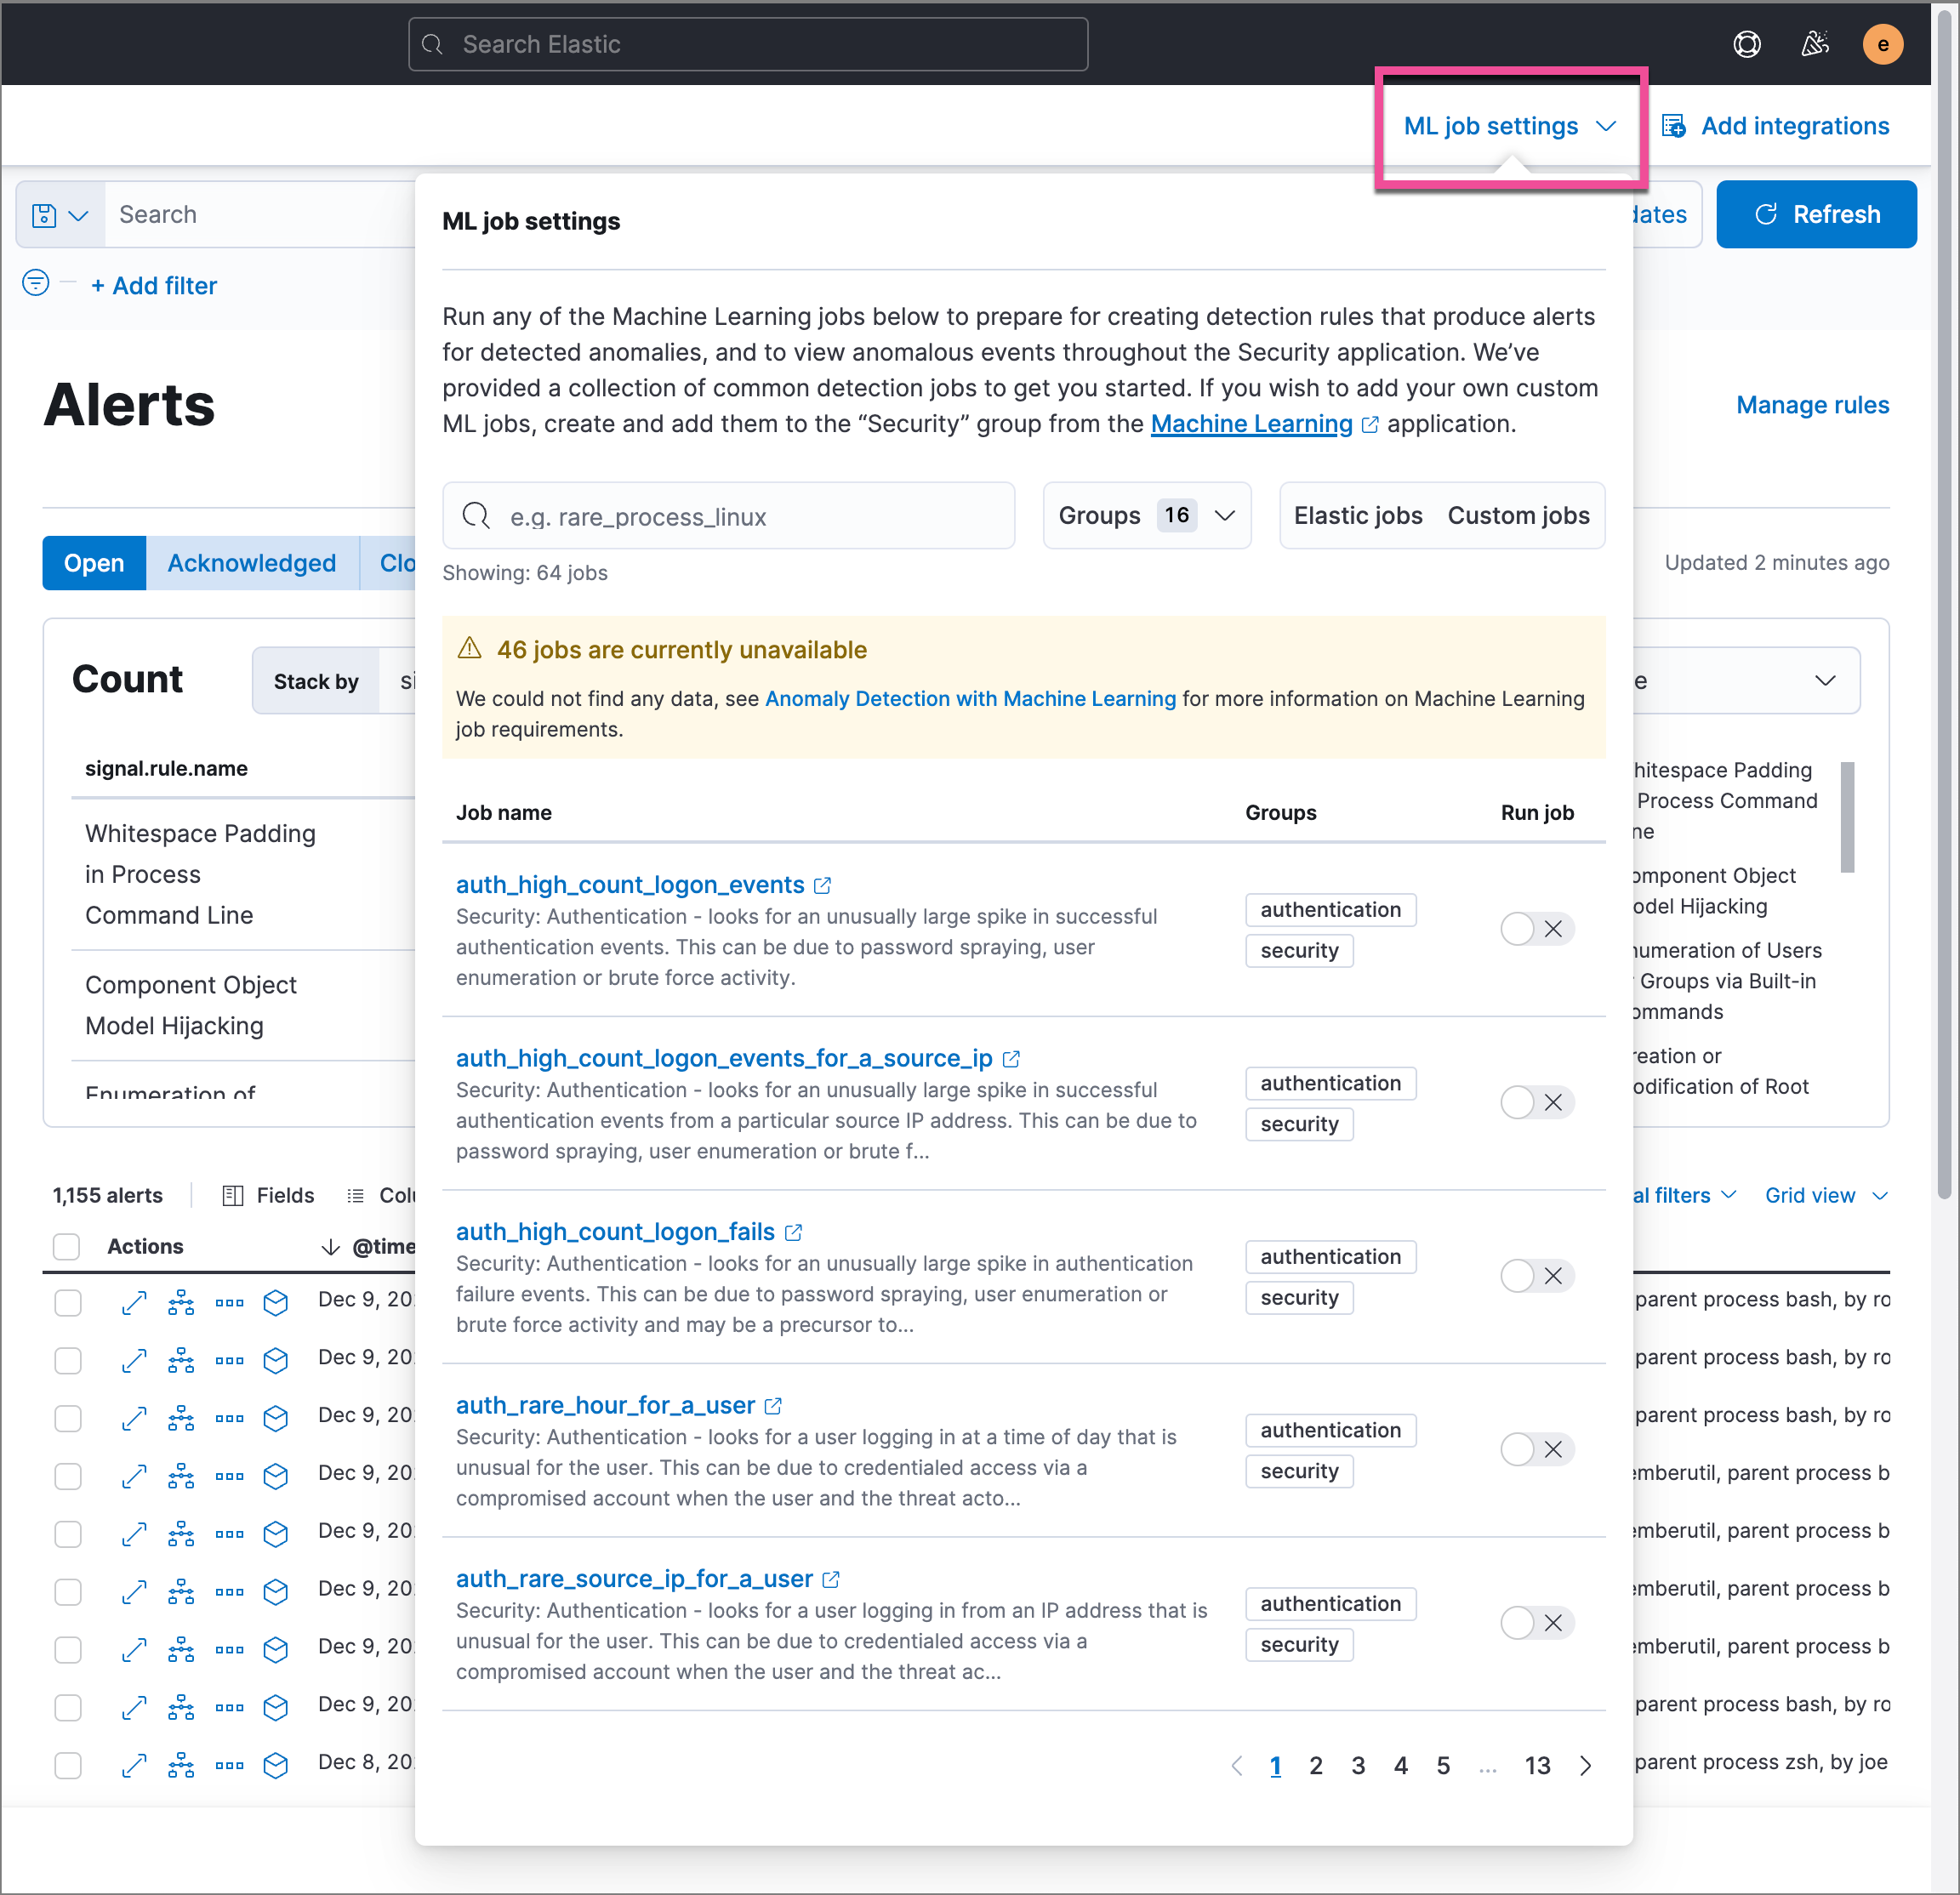 Search Elastic
e
ML job settings
Add integrations
Search
dates
Refresh
+ Add filter
ML job settings
Run any of the Machine Learning jobs below to prepare for creating detection rules that produce alerts
for detected anomalies, and to view anomalous events throughout the Security application. We’ve
provided a collection of common detection jobs to get you started. If you wish to add your own custom
ML jobs, create and add them to the “Security” group from the Machine Learning application.
Alerts
Manage rules
e.g. rare_process_linux
Groups 16
Elastic jobs Custom jobs
Showing: 64 jobs
Open Acknowledged Clo
Updated 2 minutes ago
46 jobs are currently unavailable
We could not find any data, see Anomaly Detection with Machine Learning for more information on Machine Learning
job requirements.
Count
Stack by
si
e
signal.rule.name
Whitespace Padding
in Process
Command Line
Component Object
Model Hijacking
Enumeration of
hitespace Padding
Process Command
ne
omponent Object
odel Hijacking
numeration of Users
Groups via Built-in
ommands
reation or
odification of Root
Job name Groups Run job
auth_high_count_logon_events
Security: Authentication - looks for an unusually large spike in successful
authentication events. This can be due to password spraying, user
enumeration or brute force activity.
authentication
security
auth_high_count_logon_events_for_a_source_ip
Security: Authentication - looks for an unusually large spike in successful
authentication events from a particular source IP address. This can be due to
password spraying, user enumeration or brute f...
authentication
security
auth_high_count_logon_fails
Security: Authentication - looks for an unusually large spike in authentication
failure events. This can be due to password spraying, user enumeration or
brute force activity and may be a precursor to...
authentication
security
auth_rare_hour_for_a_user
Security: Authentication - looks for a user logging in at a time of day that is
unusual for the user. This can be due to credentialed access via a
compromised account when the user and the threat acto...
authentication
security
auth_rare_source_ip_for_a_user
Security: Authentication - looks for a user logging in from an IP address that is
unusual for the user. This can be due to credentialed access via a
compromised account when the user and the threat ac...
authentication
security
1 2 3 4 5 ... 13
1,155 alerts
Fields
Colu
al filters
Grid view
Actions
@time
Dec 9, 20
parent process bash, by ro
Dec 9, 20
parent process bash, by ro
Dec 9, 20
parent process bash, by ro
Dec 9, 20
emberutil, parent process b
Dec 9, 20
emberutil, parent process b
Dec 9, 20
emberutil, parent process b
Dec 9, 20
emberutil, parent process b
Dec 9, 20
parent process bash, by ro
Dec 8, 20
parent process zsh, by joe